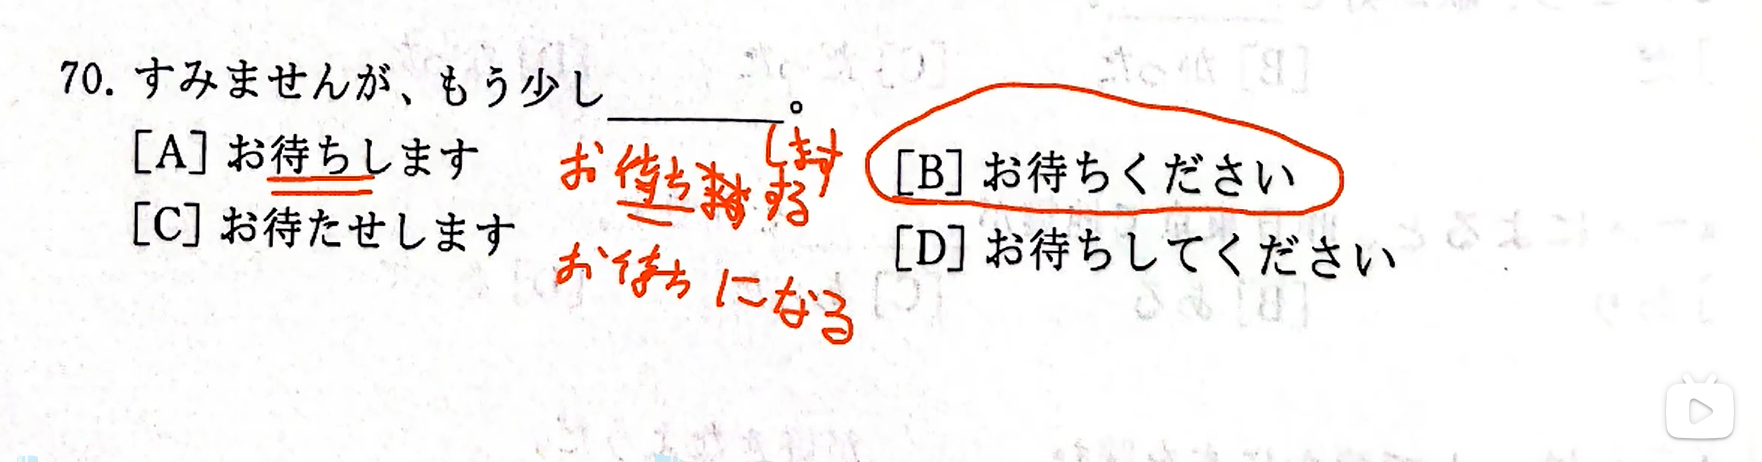 70. すみませんが、もう少し______。
[A] お待ちします
[B] お待ちください
[C] お待たせします
[D] お待ちしてください
お待ち します
する
お待ち になる